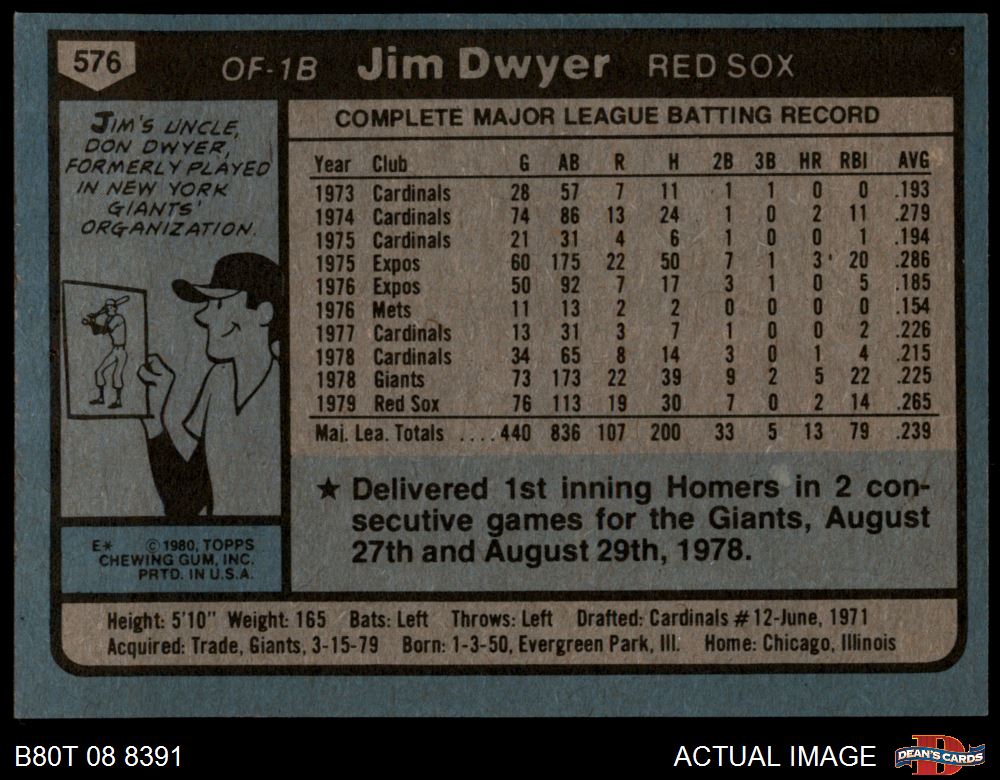 576 OF-1B Jim Dwyer RED SOX
JIM'S UNCLE,
DON DWYER,
FORMERLY PLAYED
IN NEW YORK
GIANTS'
ORGANIZATION.
E* © 1980, TOPPS
CHEWING GUM, INC.
PRTD. IN U.S.A.
COMPLETE MAJOR LEAGUE BATTING RECORD
Year Club G AB R H 2B 3B HR RBI AVG
1973 Cardinals 28 57 7 11 1 1 0 0 .193
1974 Cardinals 74 86 13 24 1 0 2 11 .279
1975 Cardinals 21 31 4 6 1 0 0 1 .194
1975 Expos 60 175 22 50 7 1 3 20 .286
1976 Expos 50 92 7 17 3 1 0 5 .185
1976 Mets 11 13 2 2 0 0 0 0 .154
1977 Cardinals 13 31 3 7 1 0 0 2 .226
1978 Cardinals 34 65 8 14 3 0 1 4 .215
1978 Giants 73 173 22 39 9 2 5 22 .225
1979 Red Sox 76 113 19 30 7 0 2 14 .265
Maj. Lea. Totals ....440 836 107 200 33 5 13 79 .239
★ Delivered 1st inning Homers in 2 con-
secutive games for the Giants, August
27th and August 29th, 1978.
Height: 5'10" Weight: 165 Bats: Left Throws: Left Drafted: Cardinals #12-June, 1971
Acquired: Trade, Giants, 3-15-79 Born: 1-3-50, Evergreen Park, Ill. Home: Chicago, Illinois
B80T 08 8391 ACTUAL IMAGE DEAN'S CARDS